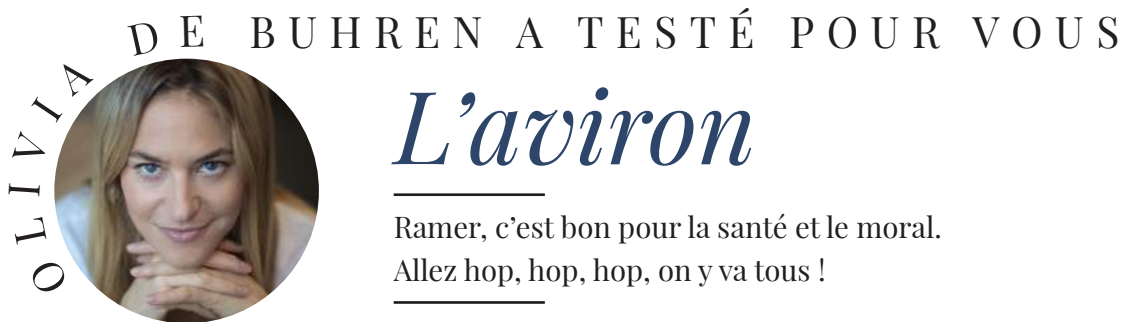 OLIVIA DE BUHREN A TESTÉ POUR VOUS
L’aviron
Ramer, c’est bon pour la santé et le moral.
Allez hop, hop, hop, on y va tous !